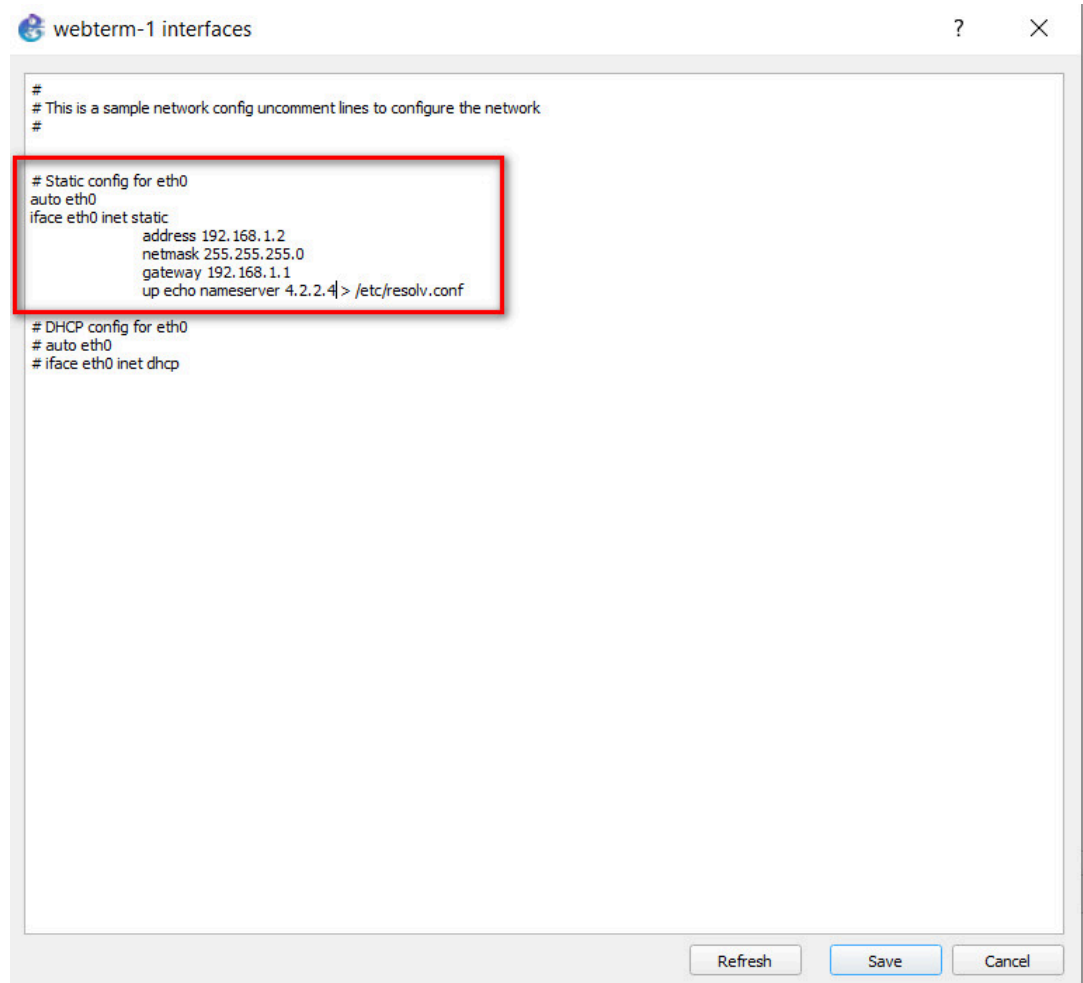 webterm-1 interfaces
?
#
# This is a sample network config uncomment lines to configure the network
#
# Static config for eth0
auto eth0
iface eth0 inet static
address 192.168.1.2
netmask 255.255.255.0
gateway 192.168.1.1
up echo nameserver 4.2.2.4 > /etc/resolv.conf
# DHCP config for eth0
# auto eth0
# iface eth0 inet dhcp
Refresh
Save
Cancel